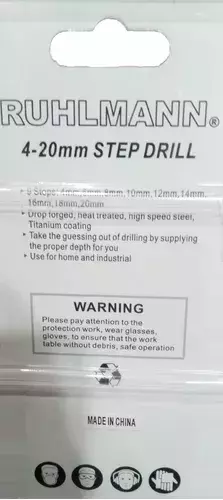 RUHLMANN®
4-20mm STEP DRILL
• 9 Steps: 4mm,6mm,8mm,10mm,12mm,14mm,
16mm,18mm,20mm
• Drop forged, heat treated, high speed steel,
Titanium coating
• Take the guessing out of drilling by supplying
the proper depth for you
• Use for home and industrial
WARNING
Please pay attention to the
protection work, wear glasses,
gloves, to ensure that the work
table without debris, safe operation
MADE IN CHINA